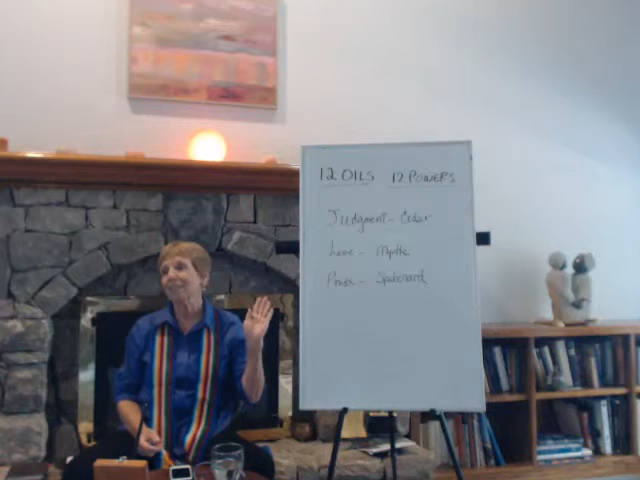 12 OILS 12 POWERS
Judgment - Cedar
Love - Myrtle
Power - Spikenard